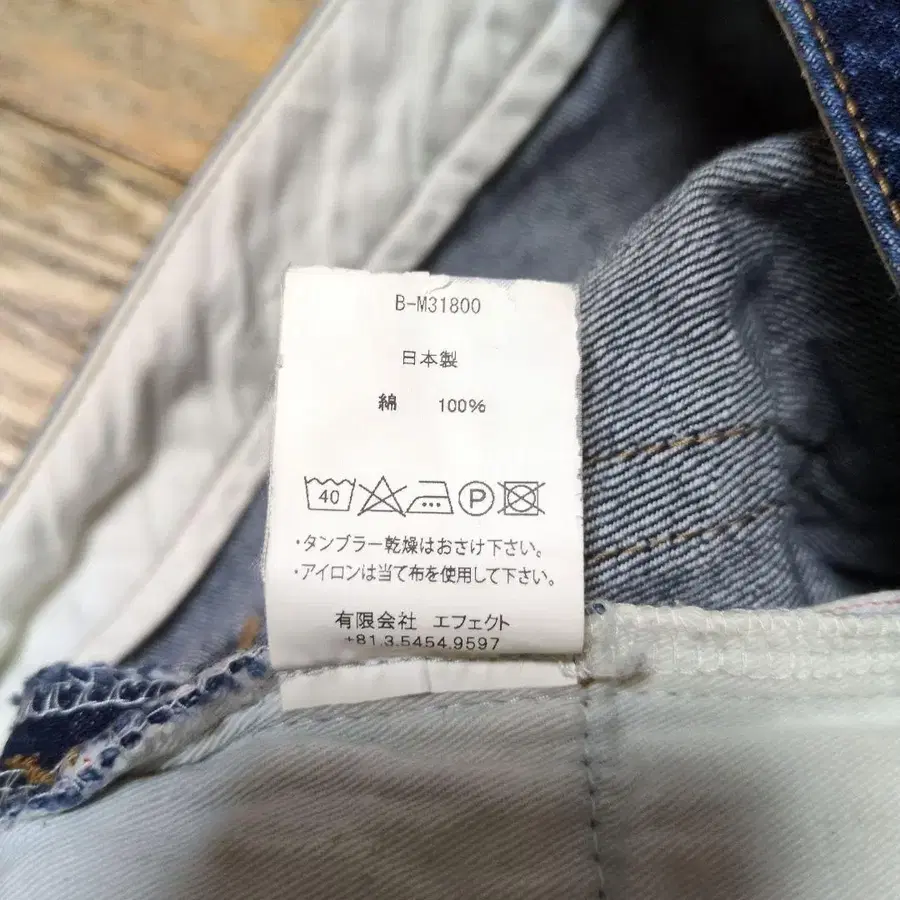 B-M31800
日本製
綿 100%
40 P
・タンブラー乾燥はおさけ下さい。
・アイロンは当て布を使用して下さい。
有限会社 エフェクト
+81.3.5454.9597